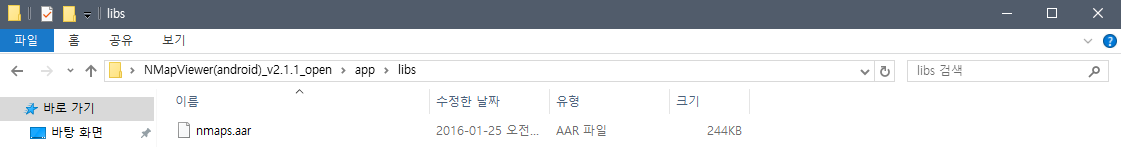 libs
파일 홈 공유 보기
NMapViewer(android)_v2.1.1_open app libs libs 검색
바로 가기 이름 수정한 날짜 유형 크기
바탕 화면 nmaps.aar 2016-01-25 오전... AAR 파일 244KB